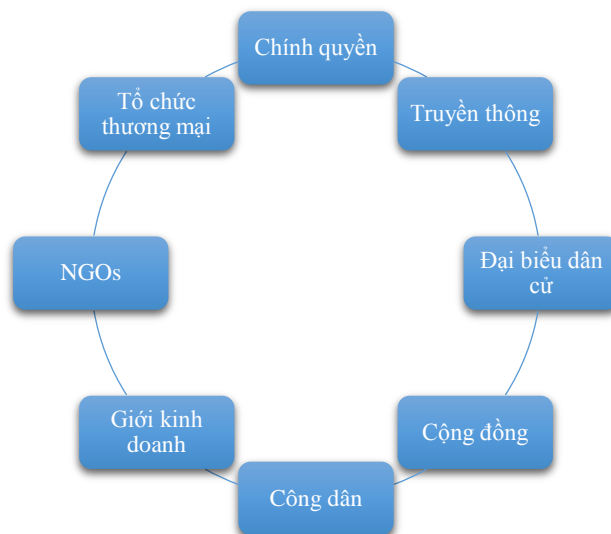 Chính quyền
Truyền thông
Đại biểu dân
cử
Cộng đồng
Công dân
Giới kinh
doanh
NGOs
Tổ chức
thương mại